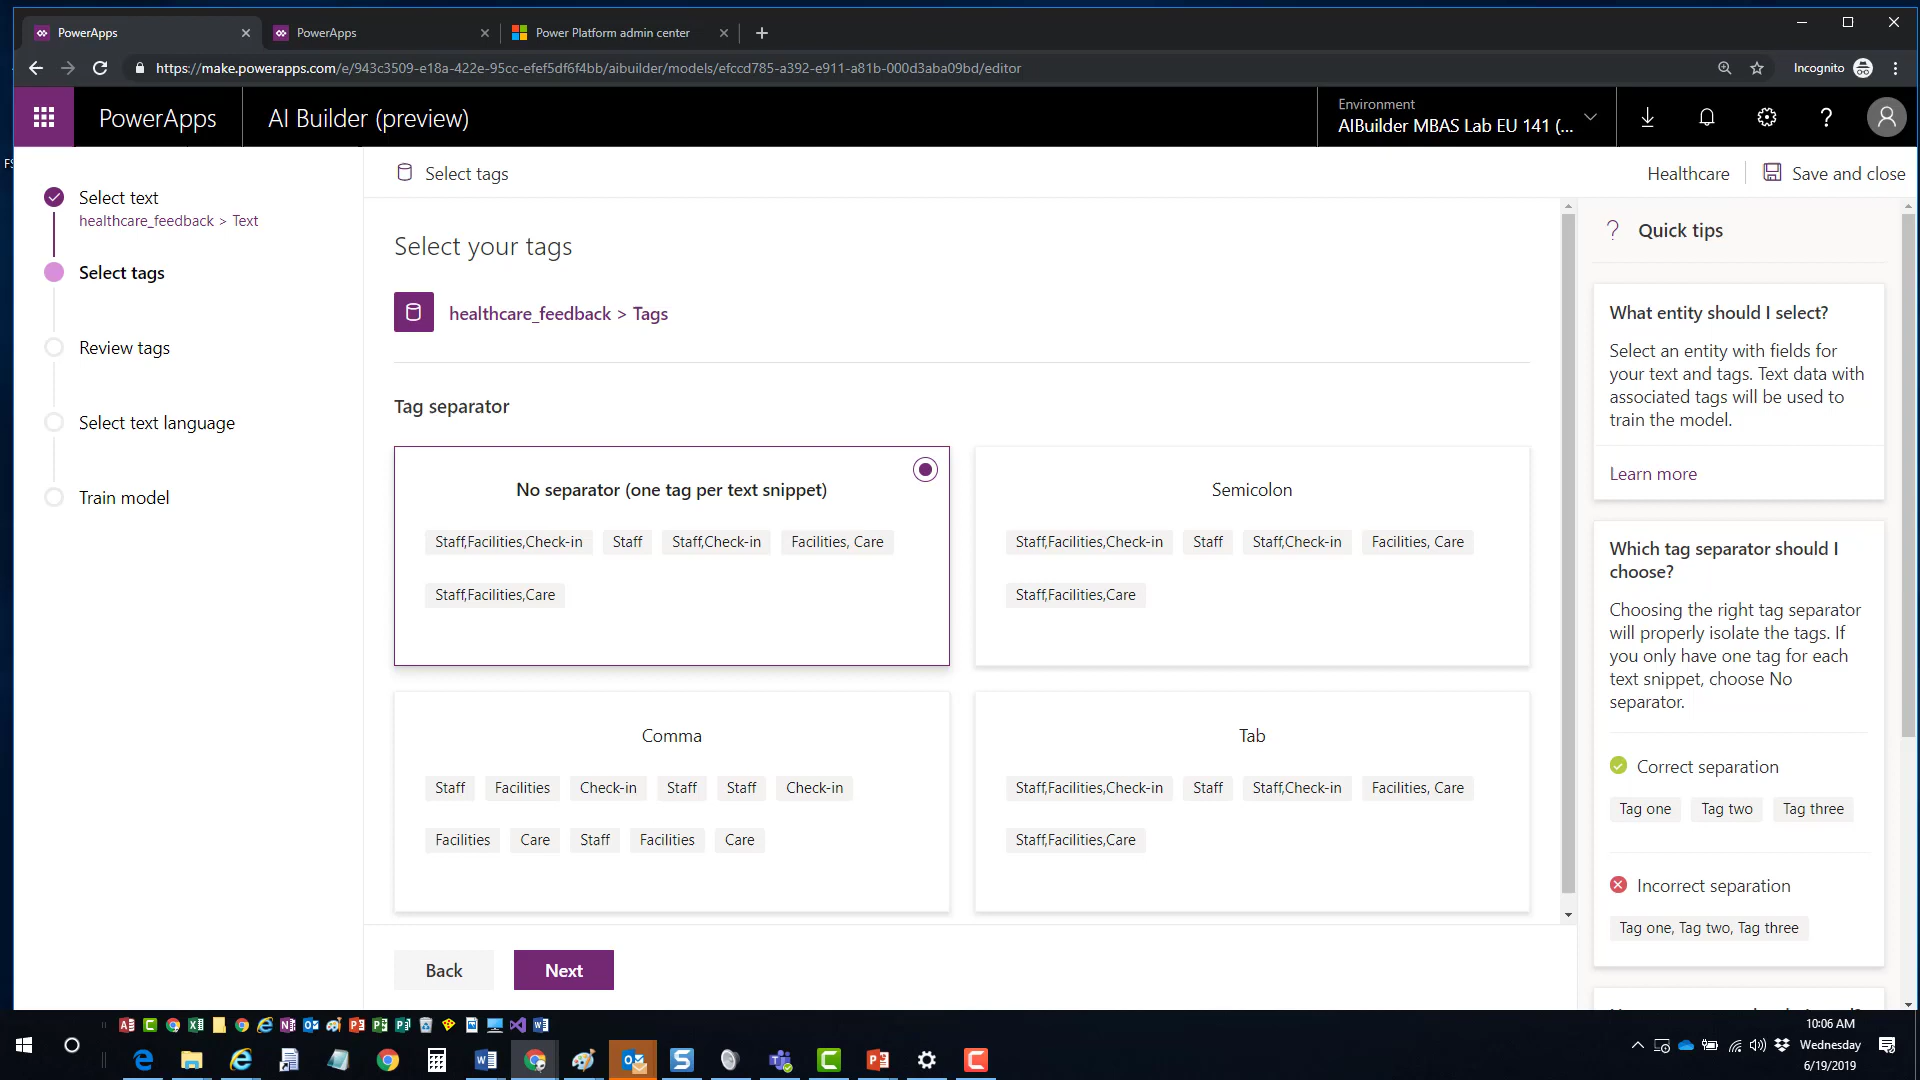 PowerApps
PowerApps
Power Platform admin center
https://make.powerapps.com/e/943c3509-e18a-422e-95cc-efef5df6f4bb/aibuilder/models/efccd785-a392-e911-a81b-000d3aba09bd/editor
Incognito
PowerApps
AI Builder (preview)
Environment
AIBuilder MBAS Lab EU 141 (...
Select text
healthcare_feedback > Text
Select tags
Review tags
Select text language
Train model
Select tags
Healthcare
Save and close
Select your tags
healthcare_feedback > Tags
Tag separator
No separator (one tag per text snippet)
Staff,Facilities,Check-in Staff Staff,Check-in Facilities, Care
Staff,Facilities,Care
Semicolon
Staff,Facilities,Check-in Staff Staff,Check-in Facilities, Care
Staff,Facilities,Care
Comma
Staff Facilities Check-in Staff Staff Check-in
Facilities Care Staff Facilities Care
Tab
Staff,Facilities,Check-in Staff Staff,Check-in Facilities, Care
Staff,Facilities,Care
Back
Next
Quick tips
What entity should I select?
Select an entity with fields for
your text and tags. Text data with
associated tags will be used to
train the model.
Learn more
Which tag separator should I
choose?
Choosing the right tag separator
will properly isolate the tags. If
you only have one tag for each
text snippet, choose No
separator.
Correct separation
Tag one Tag two Tag three
Incorrect separation
Tag one, Tag two, Tag three
10:06 AM
Wednesday
6/19/2019